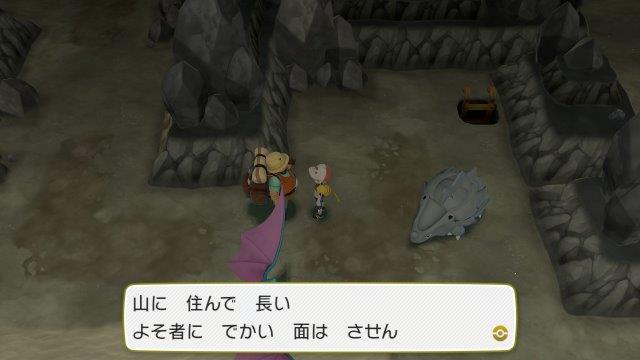 山に　住んで　長い
よそ者に　でかい　面は　させん